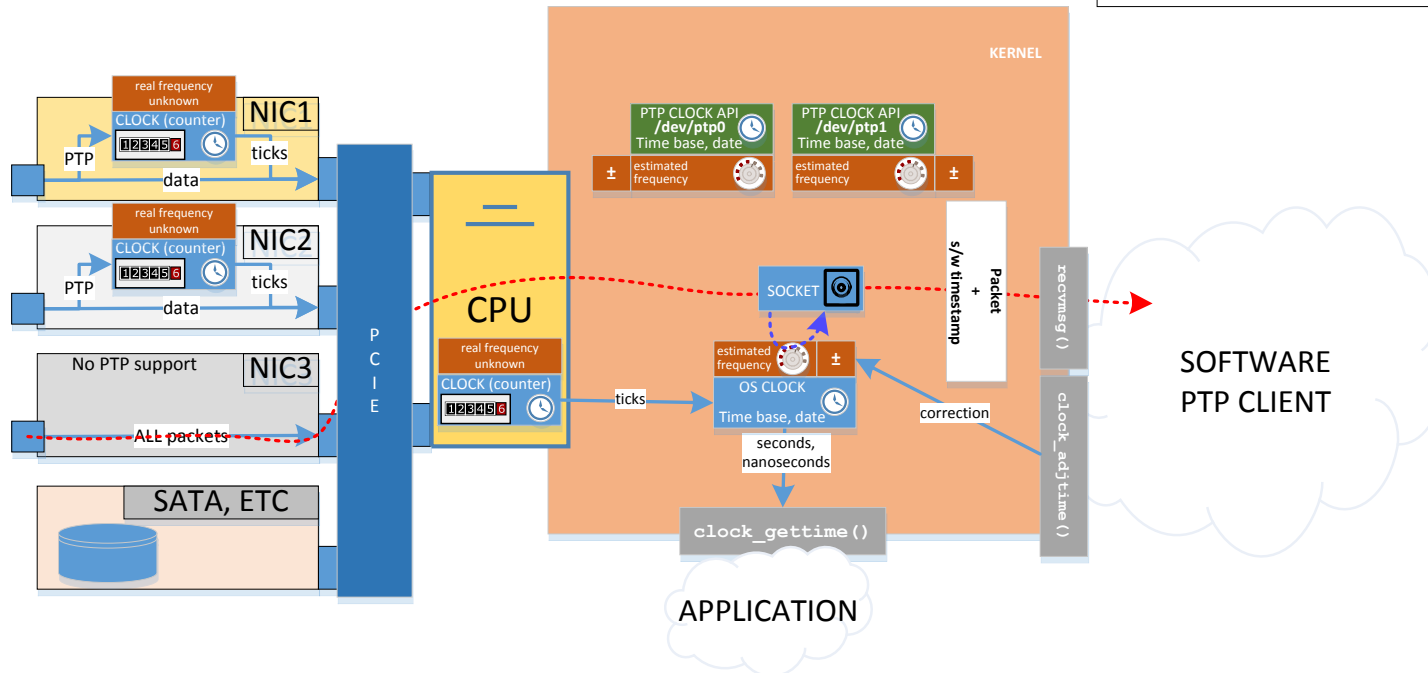 KERNEL
real frequency
unknown
NIC1
CLOCK (counter)
123456
PTP
ticks
data
real frequency
unknown
NIC2
CLOCK (counter)
123456
PTP
ticks
data
No PTP support
NIC3
ALL packets
SATA, ETC
P
C
I
E
CPU
real frequency
unknown
CLOCK (counter)
123456
ticks
PTP CLOCK API
/dev/ptp0
Time base, date
±
estimated
frequency
PTP CLOCK API
/dev/ptp1
Time base, date
estimated
frequency
±
SOCKET
estimated
frequency
±
OS CLOCK
Time base, date
seconds,
nanoseconds
correction
Packet
+
s/w timestamp
recvmsg()
clock_adjtime()
clock_gettime()
APPLICATION
SOFTWARE
PTP CLIENT